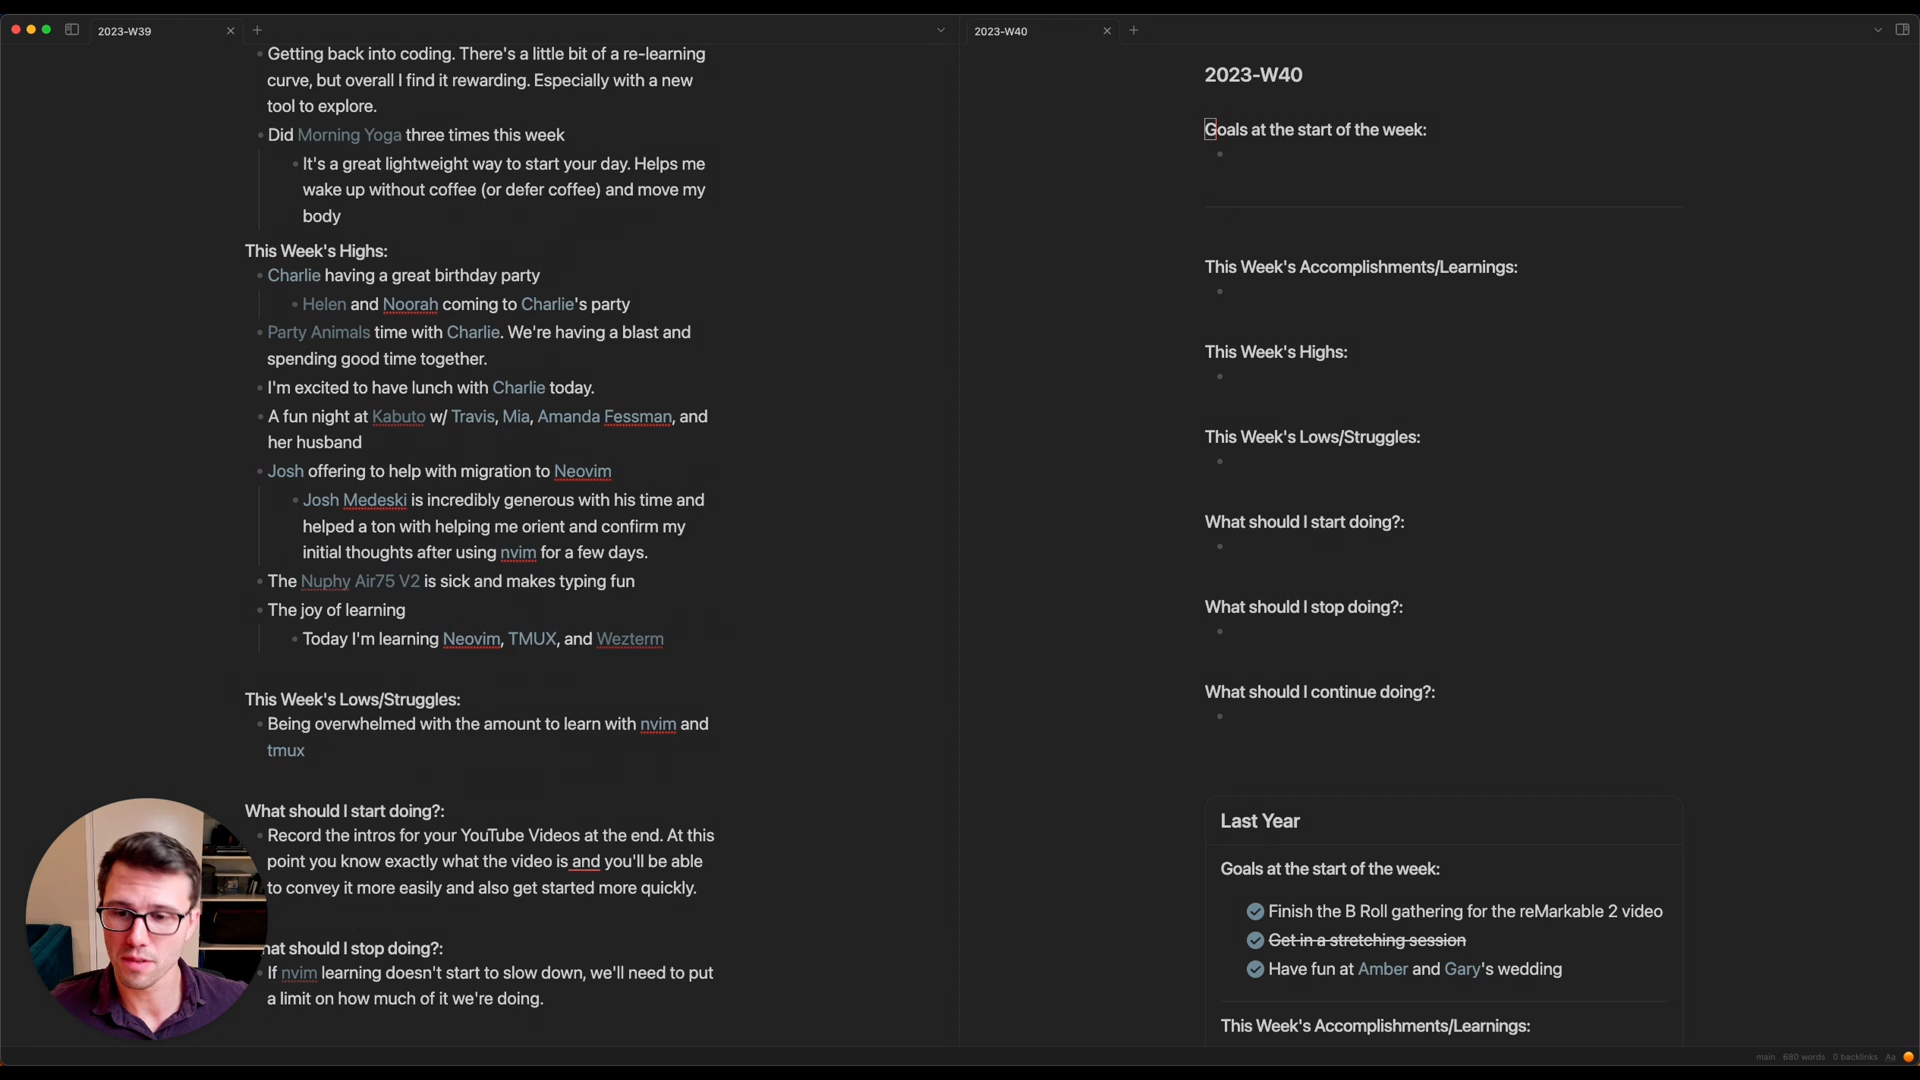 2023-W39
2023-W40
Getting back into coding. There's a little bit of a re-learning
curve, but overall I find it rewarding. Especially with a new
tool to explore.
Did Morning Yoga three times this week
It's a great lightweight way to start your day. Helps me
wake up without coffee (or defer coffee) and move my
body
This Week's Highs:
Charlie having a great birthday party
Helen and Noorah coming to Charlie's party
Party Animals time with Charlie. We're having a blast and
spending good time together.
I'm excited to have lunch with Charlie today.
A fun night at Kabuto w/ Travis, Mia, Amanda Fessman, and
her husband
Josh offering to help with migration to Neovim
Josh Medeski is incredibly generous with his time and
helped a ton with helping me orient and confirm my
initial thoughts after using nvim for a few days.
The Nuphy Air75 V2 is sick and makes typing fun
The joy of learning
Today I'm learning Neovim, TMUX, and Wezterm
This Week's Lows/Struggles:
Being overwhelmed with the amount to learn with nvim and
tmux
What should I start doing?:
Record the intros for your YouTube Videos at the end. At this
point you know exactly what the video is and you'll be able
to convey it more easily and also get started more quickly.
hat should I stop doing?:
If nvim learning doesn't start to slow down, we'll need to put
a limit on how much of it we're doing.
2023-W40
Goals at the start of the week:
This Week's Accomplishments/Learnings:
This Week's Highs:
This Week's Lows/Struggles:
What should I start doing?:
What should I stop doing?:
What should I continue doing?:
Last Year
Goals at the start of the week:
Finish the B Roll gathering for the reMarkable 2 video
Get in a stretching session
Have fun at Amber and Gary's wedding
This Week's Accomplishments/Learnings:
main 680 words 0 backlinks Aa